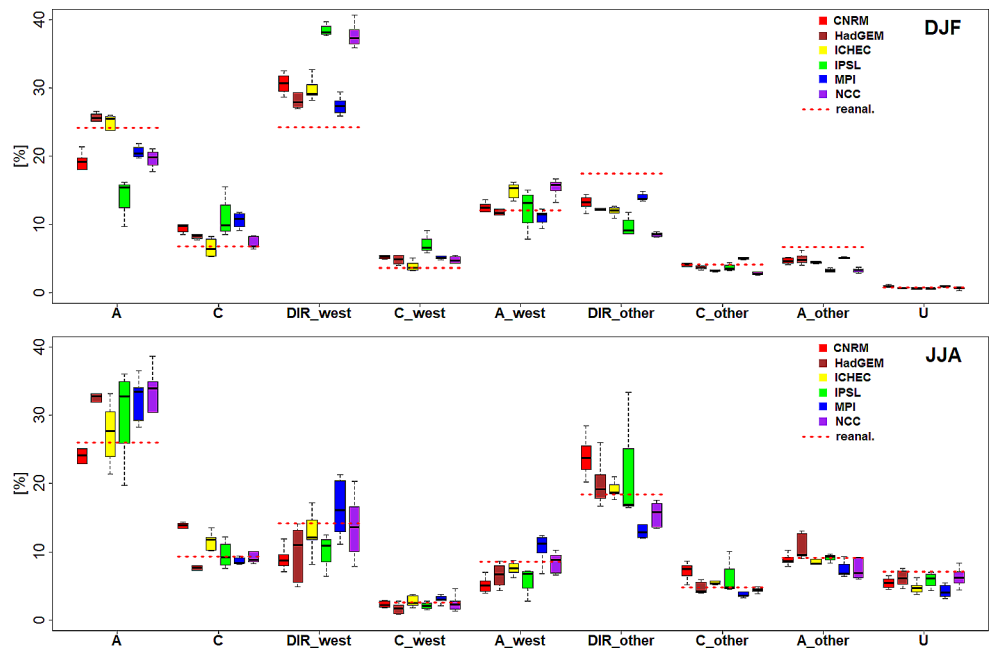 DJF
CNRM
HadGEM
ICHEC
IPSL
MPI
NCC
reanal.
[%]
40
30
20
10
0
A C DIR_west C_west A_west DIR_other C_other A_other U
JJA
CNRM
HadGEM
ICHEC
IPSL
MPI
NCC
reanal.
[%]
40
30
20
10
0
A C DIR_west C_west A_west DIR_other C_other A_other U